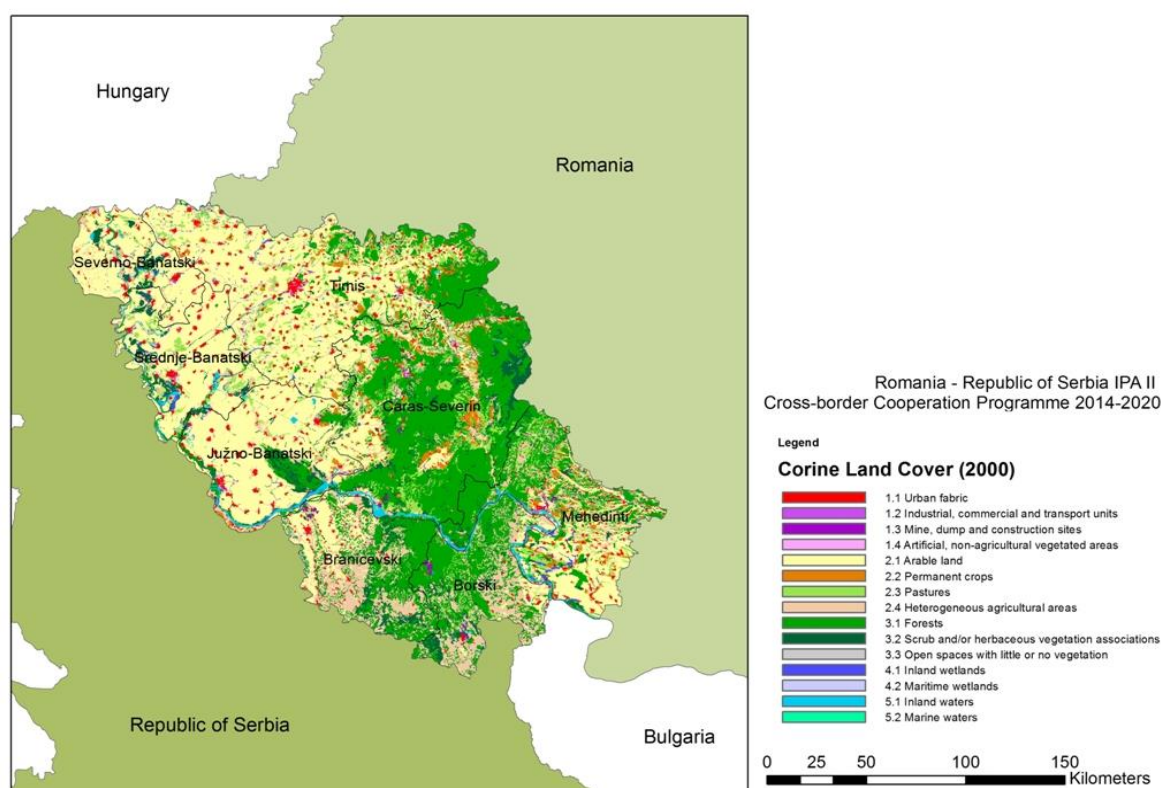 Hungary
Romania
Severno-Banatski
Timis
Srednje-Banatski
Caras-Severin
Južno-Banatski
Mehedinti
Branicevski
Borski
Republic of Serbia
Bulgaria
Romania - Republic of Serbia IPA II
Cross-border Cooperation Programme 2014-2020
Legend
Corine Land Cover (2000)
1.1 Urban fabric
1.2 Industrial, commercial and transport units
1.3 Mine, dump and construction sites
1.4 Artificial, non-agricultural vegetated areas
2.1 Arable land
2.2 Permanent crops
2.3 Pastures
2.4 Heterogeneous agricultural areas
3.1 Forests
3.2 Scrub and/or herbaceous vegetation associations
3.3 Open spaces with little or no vegetation
4.1 Inland wetlands
4.2 Maritime wetlands
5.1 Inland waters
5.2 Marine waters
0 25 50 100 150
Kilometers